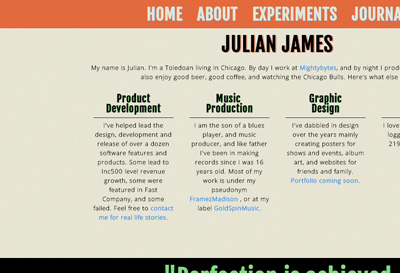 HOME ABOUT EXPERIMENTS
JULIAN JAMES
My name is Julian. I'm a Toledoan living in Chicago. By day I work at Mightybytes, and by night I
also enjoy good beer, good coffee, and watching the Chicago Bulls. Here's what else
Product
Development
I've helped lead the
design, development and
release of over a dozen
software features and
products. Some lead to
Inc500 level revenue
growth, some were
featured in Fast
Company, and some
failed. Feel free to contact
me for real life stories.
Music
Production
I am the son of a blues
player, and music
producer, and like father
I've been in making
records since I was 16
years old. Most of my
work is under my
pseudonym
FramezMadison , or at my
label GoldSpinMusic.
Graphic
Design
I've dabbled in design
over the years mainly
creating posters for
shows and events, album
art, and websites for
friends and family.
Portfolio coming soon.
I love
"Perfection is achieved